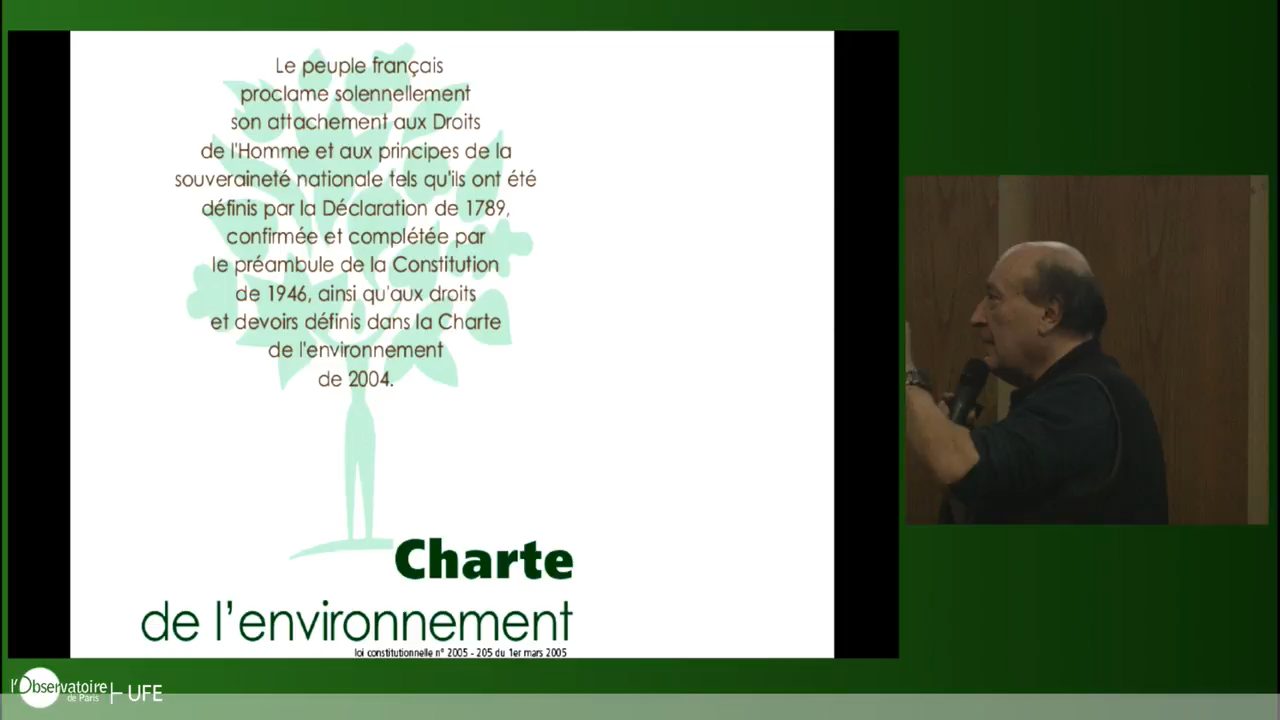 Le peuple français
proclame solennellement
son attachement aux Droits
de l'Homme et aux principes de la
souveraineté nationale tels qu'ils ont été
définis par la Déclaration de 1789,
confirmée et complétée par
le préambule de la Constitution
de 1946, ainsi qu'aux droits
et devoirs définis dans la Charte
de l'environnement
de 2004.
Charte
de l'environnement
loi constitutionnelle n° 2005 - 205 du 1er mars 2005
l'Observatoire
de Paris
UFE